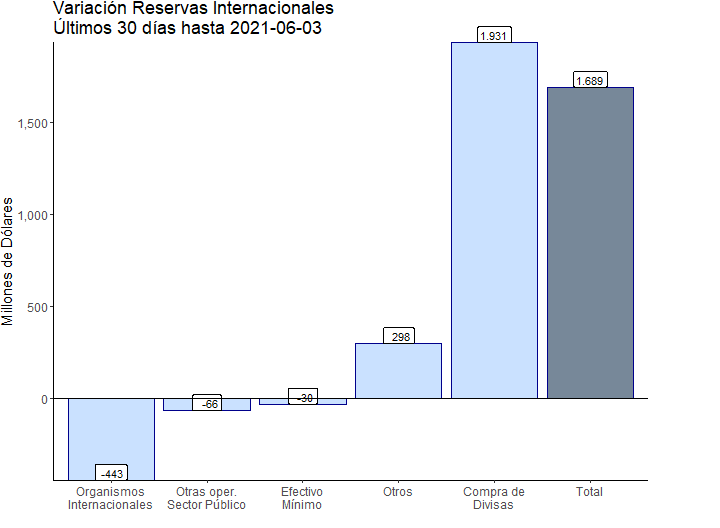 Variación Reservas Internacionales
Últimos 30 días hasta 2021-06-03
Millones de Dólares
1,500
1,000
500
0
-443
-66
-30
298
1.931
1.689
Organismos
Internacionales
Otras oper.
Sector Público
Efectivo
Mínimo
Otros
Compra de
Divisas
Total